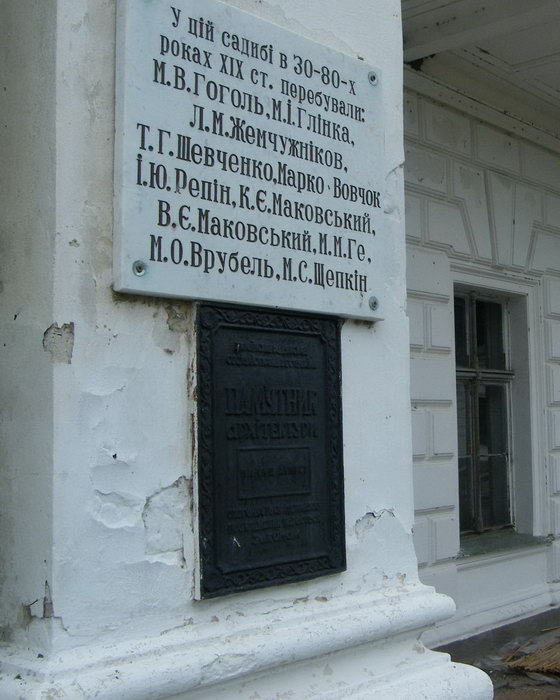 У цій садибі в 30-80-х
роках XIX ст. перебували:
М.В.Гоголь, М.І.Глінка,
Л.М.Жемчужніков,
Т.Г.Шевченко, Марко Вовчок
І.Ю.Репін, К.Є.Маковський,
В.Є.Маковський, М.М.Ге,
М.О.Врубель, М.С.Щепкін
ПАМ'ЯТНИК
АРХІТЕКТУРИ